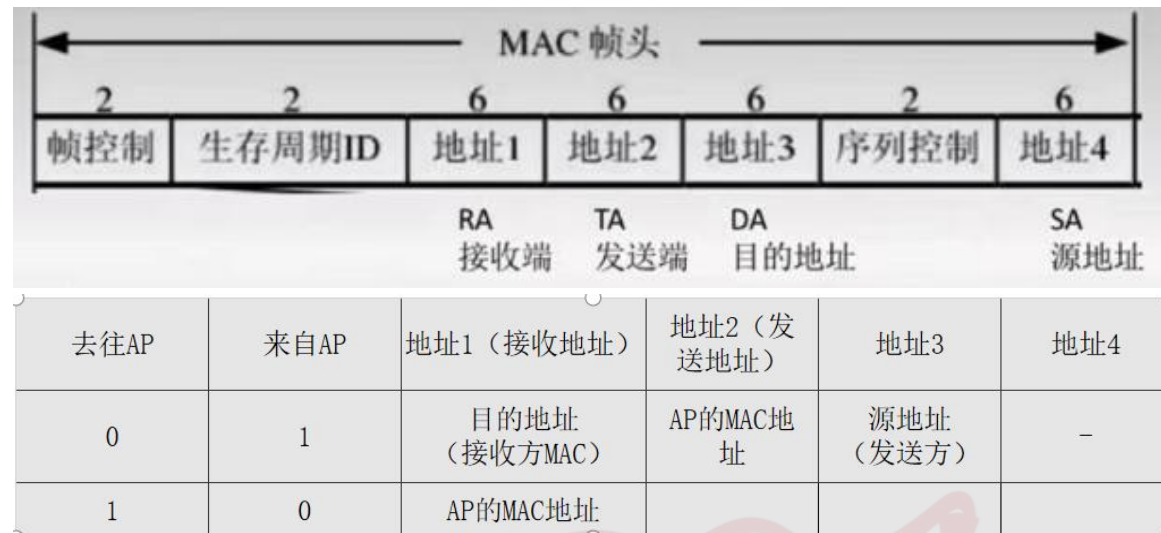 MAC 帧头
2 2 6 6 6 2 6
帧控制 生存周期ID 地址1 地址2 地址3 序列控制 地址4
RA TA DA SA
接收端 发送端 目的地址 源地址
去往AP 来自AP 地址1（接收地址） 地址2（发送地址） 地址3 地址4
0 1 目的地址（接收方MAC） AP的MAC地址 源地址（发送方） -
1 0 AP的MAC地址